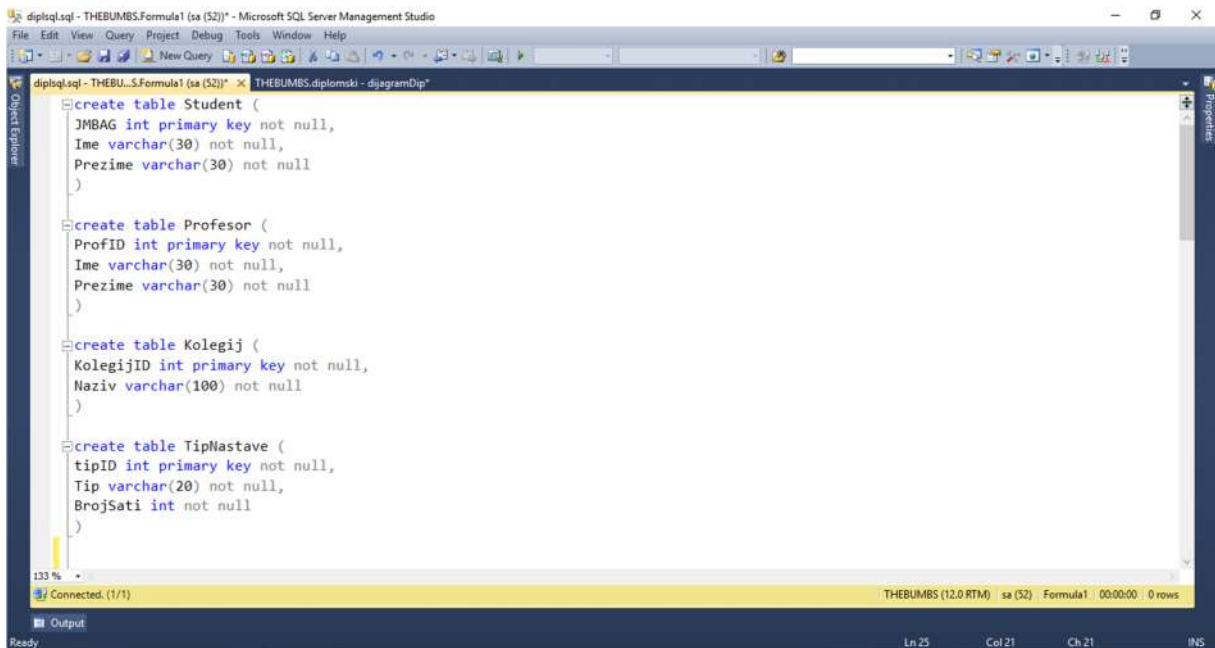 diplsql.sql - THEBUMBS.Formula1 (sa (52))* - Microsoft SQL Server Management Studio
File Edit View Query Project Debug Tools Window Help
New Query
diplsql.sql - THEBU...S.Formula1 (sa (52))* THEBUMBS.diplomski - dijagramDip*
Object Explorer
Properties
create table Student (
JMBAG int primary key not null,
Ime varchar(30) not null,
Prezime varchar(30) not null
)
create table Profesor (
ProfID int primary key not null,
Ime varchar(30) not null,
Prezime varchar(30) not null
)
create table Kolegij (
KolegijID int primary key not null,
Naziv varchar(100) not null
)
create table TipNastave (
tipID int primary key not null,
Tip varchar(20) not null,
BrojSati int not null
)
133 %
Connected. (1/1) THEBUMBS (12.0 RTM) sa (52) Formula1 00:00:00 0 rows
Output
Ready Ln 25 Col 21 Ch 21 INS